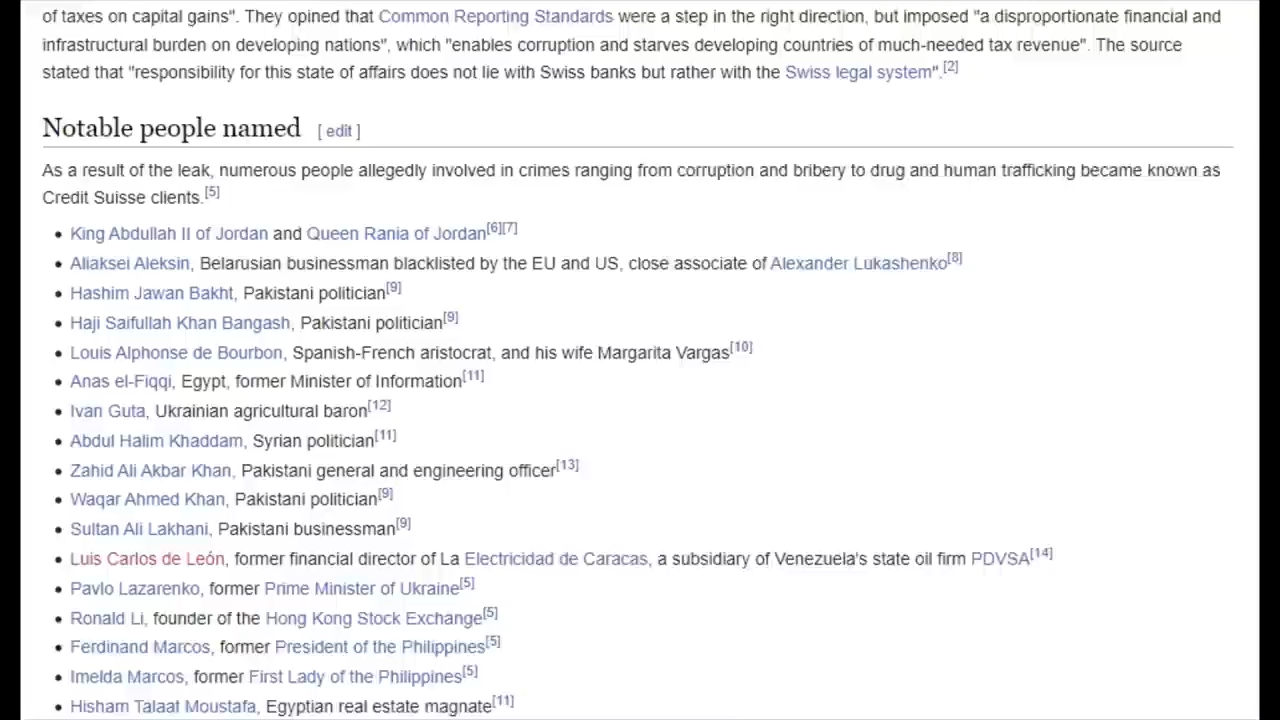 of taxes on capital gains". They opined that Common Reporting Standards were a step in the right direction, but imposed "a disproportionate financial and
infrastructural burden on developing nations", which "enables corruption and starves developing countries of much-needed tax revenue". The source
stated that "responsibility for this state of affairs does not lie with Swiss banks but rather with the Swiss legal system".[2]
Notable people named [ edit ]
As a result of the leak, numerous people allegedly involved in crimes ranging from corruption and bribery to drug and human trafficking became known as
Credit Suisse clients.[5]
• King Abdullah II of Jordan and Queen Rania of Jordan[6][7]
• Aliaksei Aleksin, Belarusian businessman blacklisted by the EU and US, close associate of Alexander Lukashenko[8]
• Hashim Jawan Bakht, Pakistani politician[9]
• Haji Saifullah Khan Bangash, Pakistani politician[9]
• Louis Alphonse de Bourbon, Spanish-French aristocrat, and his wife Margarita Vargas[10]
• Anas el-Fiqqi, Egypt, former Minister of Information[11]
• Ivan Guta, Ukrainian agricultural baron[12]
• Abdul Halim Khaddam, Syrian politician[11]
• Zahid Ali Akbar Khan, Pakistani general and engineering officer[13]
• Waqar Ahmed Khan, Pakistani politician[9]
• Sultan Ali Lakhani, Pakistani businessman[9]
• Luis Carlos de León, former financial director of La Electricidad de Caracas, a subsidiary of Venezuela's state oil firm PDVSA[14]
• Pavlo Lazarenko, former Prime Minister of Ukraine[5]
• Ronald Li, founder of the Hong Kong Stock Exchange[5]
• Ferdinand Marcos, former President of the Philippines[5]
• Imelda Marcos, former First Lady of the Philippines[5]
• Hisham Talaat Moustafa, Egyptian real estate magnate[11]